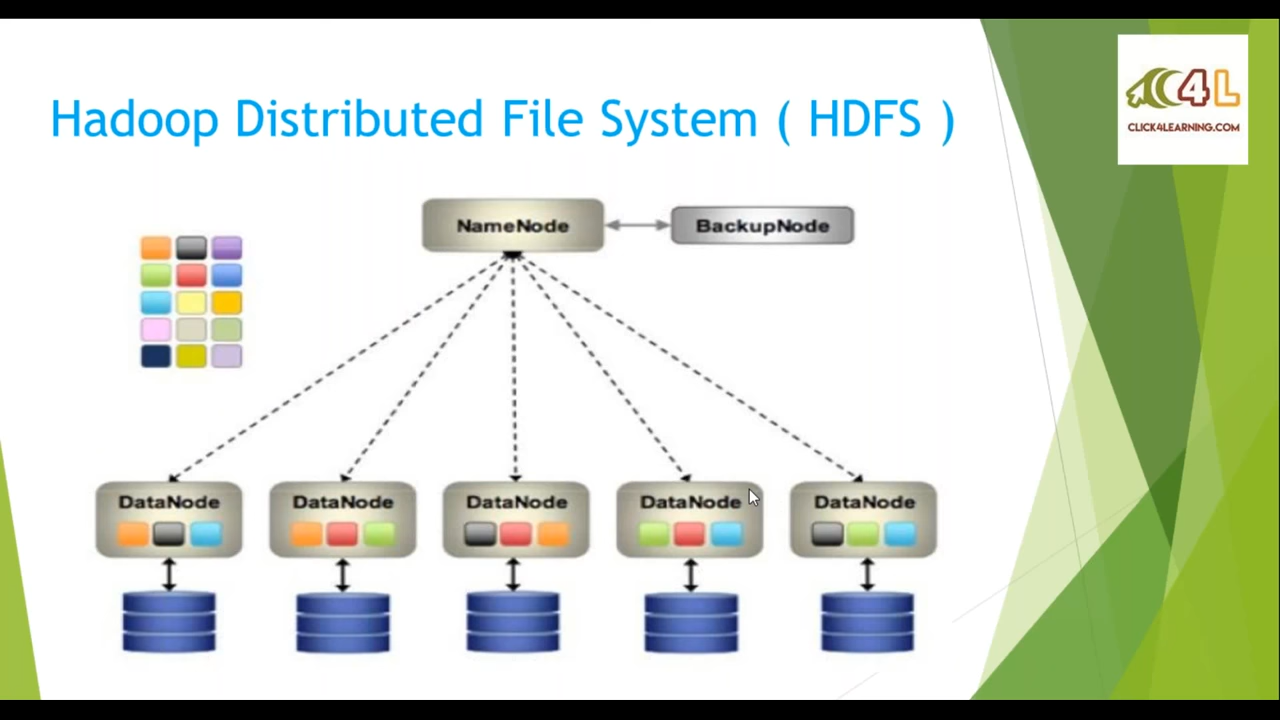 Hadoop Distributed File System ( HDFS )
C4L
CLICK4LEARNING.COM
NameNode
BackupNode
DataNode
DataNode
DataNode
DataNode
DataNode